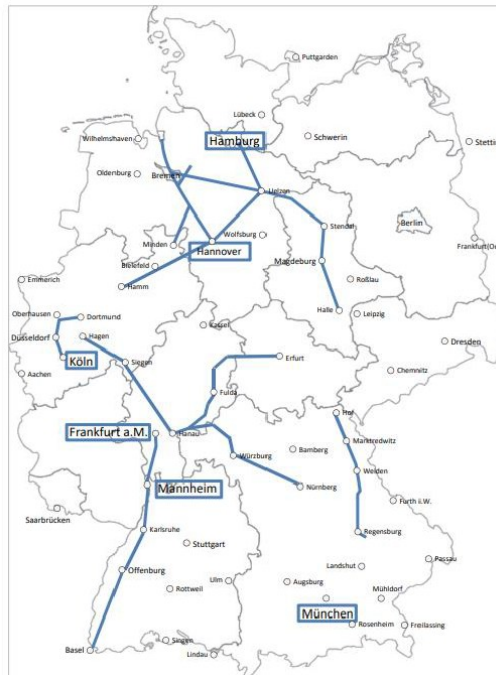 Puttgarden
Lübeck
Wilhelmshaven
Hamburg
Schwerin
Stettin
Oldenburg
Bremen
Uelzen
Stendel
Berlin
Wolfsburg
Minden
Hannover
Frankfurt(Od
Bielefeld
Magdeburg
Emmerich
Hamm
Roßlau
Oberhausen
Dortmund
Halle
Leipzig
Kassel
Düsseldorf
Hagen
Dresden
Köln
Siegen
Erfurt
Aachen
Chemnitz
Fulda
Hof
Frankfurt a.M.
Hanau
Marktredwitz
Bamberg
Würzburg
Weiden
Mannheim
Nürnberg
Furth i.W.
Saarbrücken
Karlsruhe
Regensburg
Stuttgart
Passau
Landshut
Offenburg
Ulm
Augsburg
Rottweil
Mühldorf
München
Rosenheim
Freilassing
Singen
Basel
Lindau